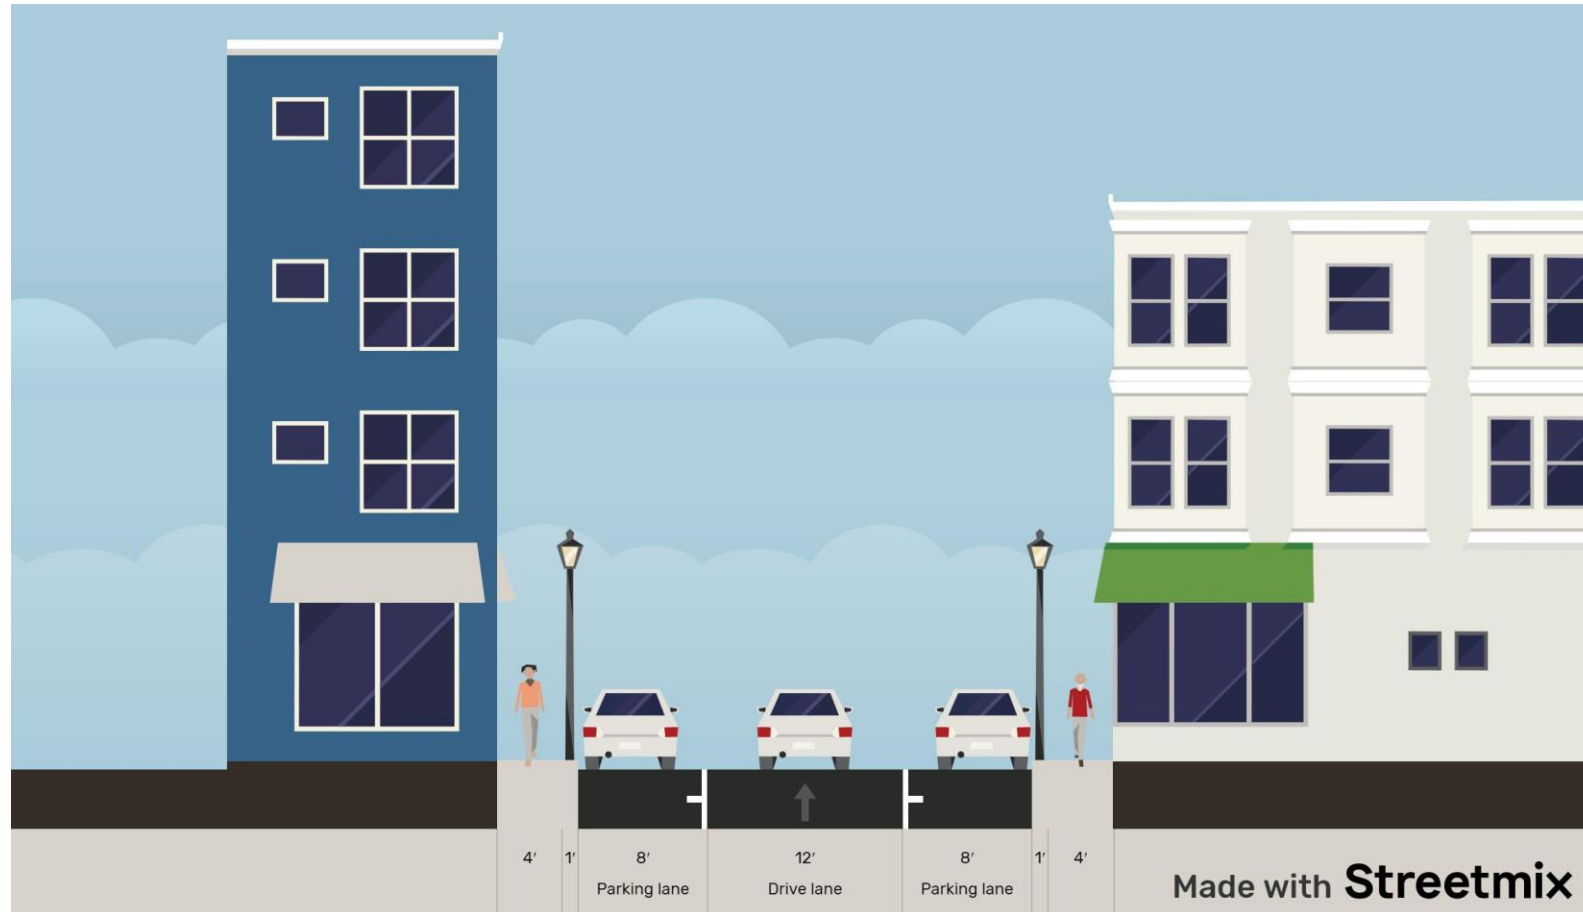 4′ 1′ 8′ 12′ 8′ 1′ 4′
Parking lane Drive lane Parking lane
Made with Streetmix